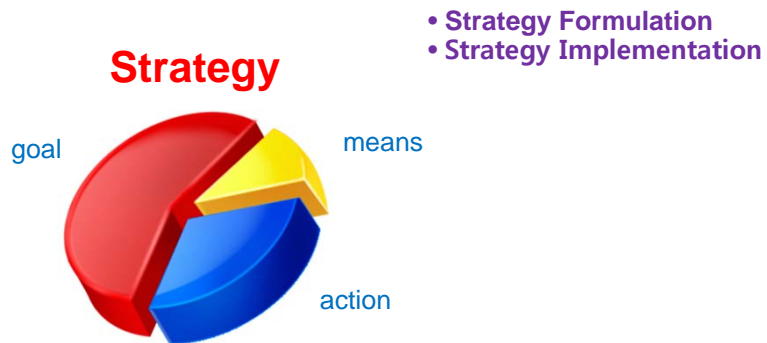 • Strategy Formulation
• Strategy Implementation
Strategy
goal
means
action